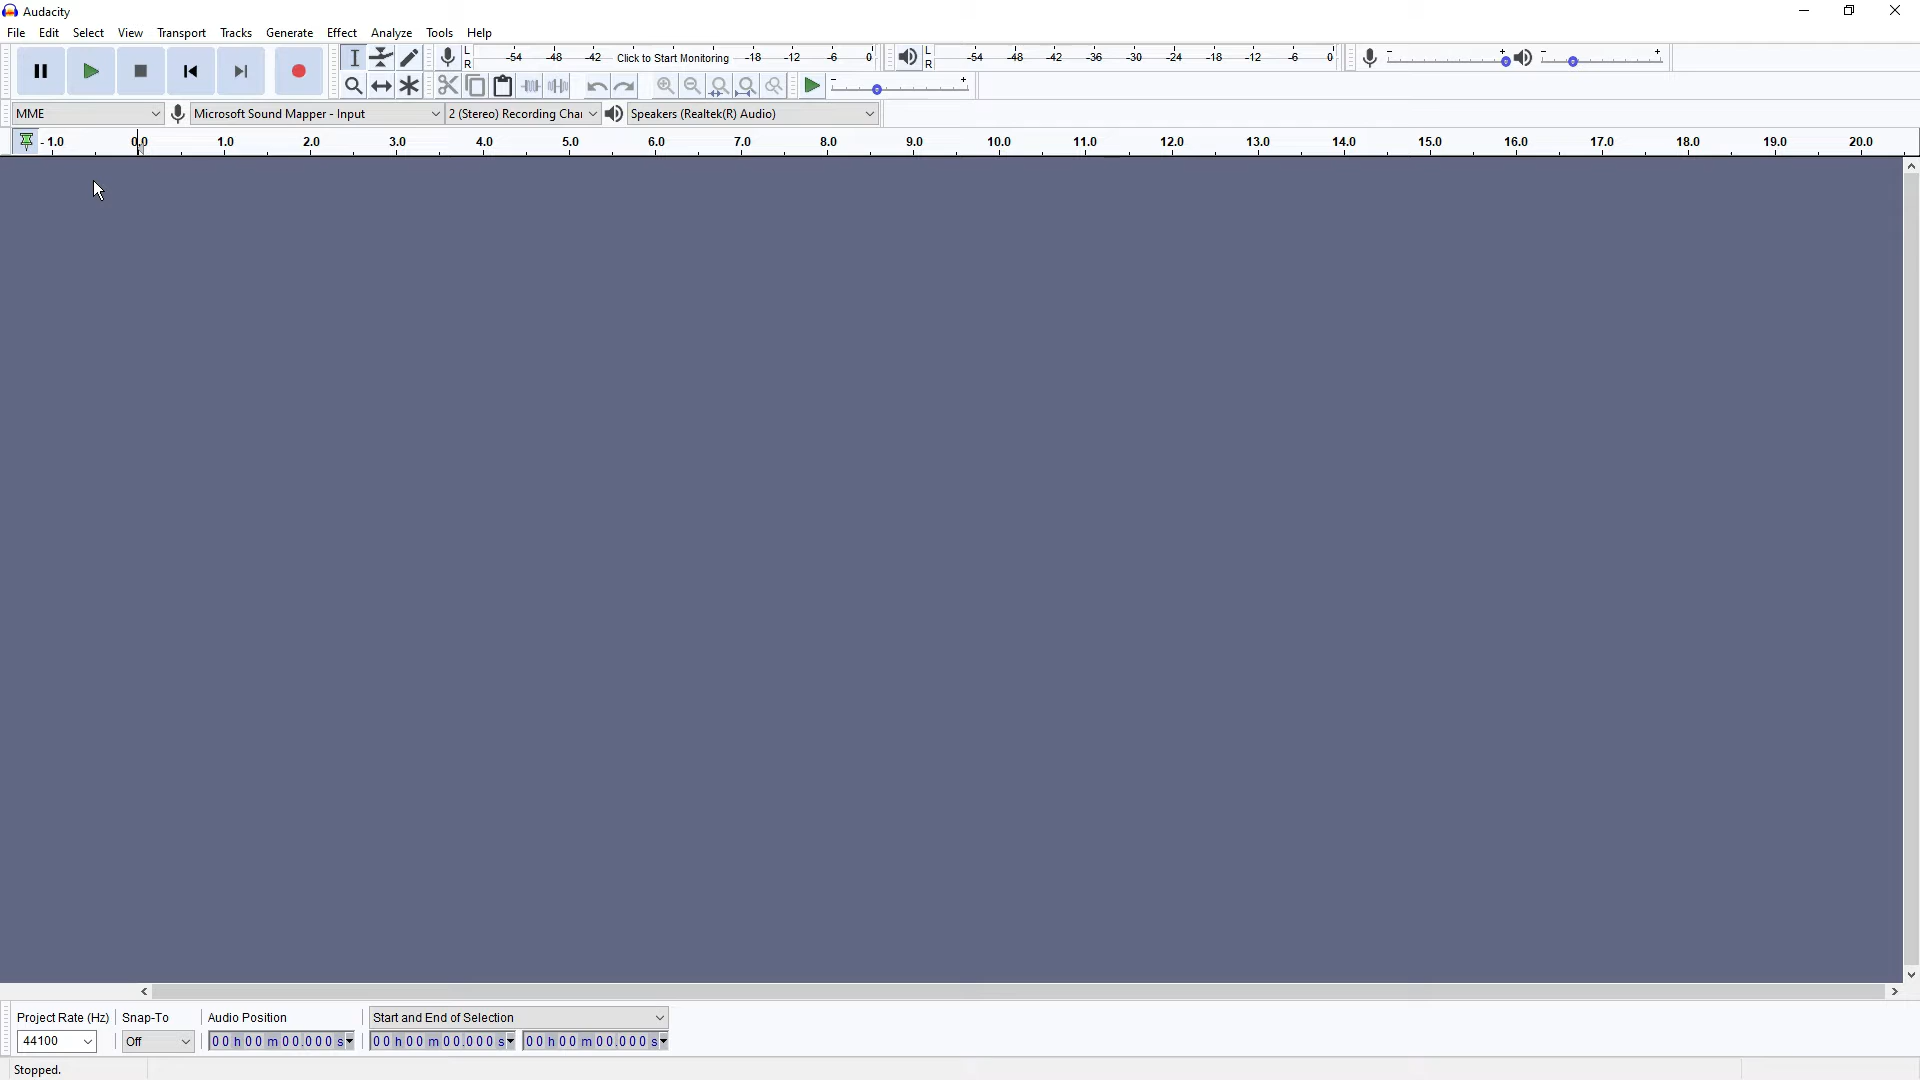 Audacity
File Edit Select View Transport Tracks Generate Effect Analyze Tools Help
L R -54 -48 -42 Click to Start Monitoring -18 -12 -6 0 L R -54 -48 -42 -36 -30 -24 -18 -12 -6 0 - + - +
- +
MME Microsoft Sound Mapper - Input 2 (Stereo) Recording Chai Speakers (Realtek(R) Audio)
- 1.0 0.0 1.0 2.0 3.0 4.0 5.0 6.0 7.0 8.0 9.0 10.0 11.0 12.0 13.0 14.0 15.0 16.0 17.0 18.0 19.0 20.0
Project Rate (Hz) Snap-To Audio Position Start and End of Selection
44100 Off 00 h 00 m 00.000 s 00 h 00 m 00.000 s 00 h 00 m 00.000 s
Stopped.